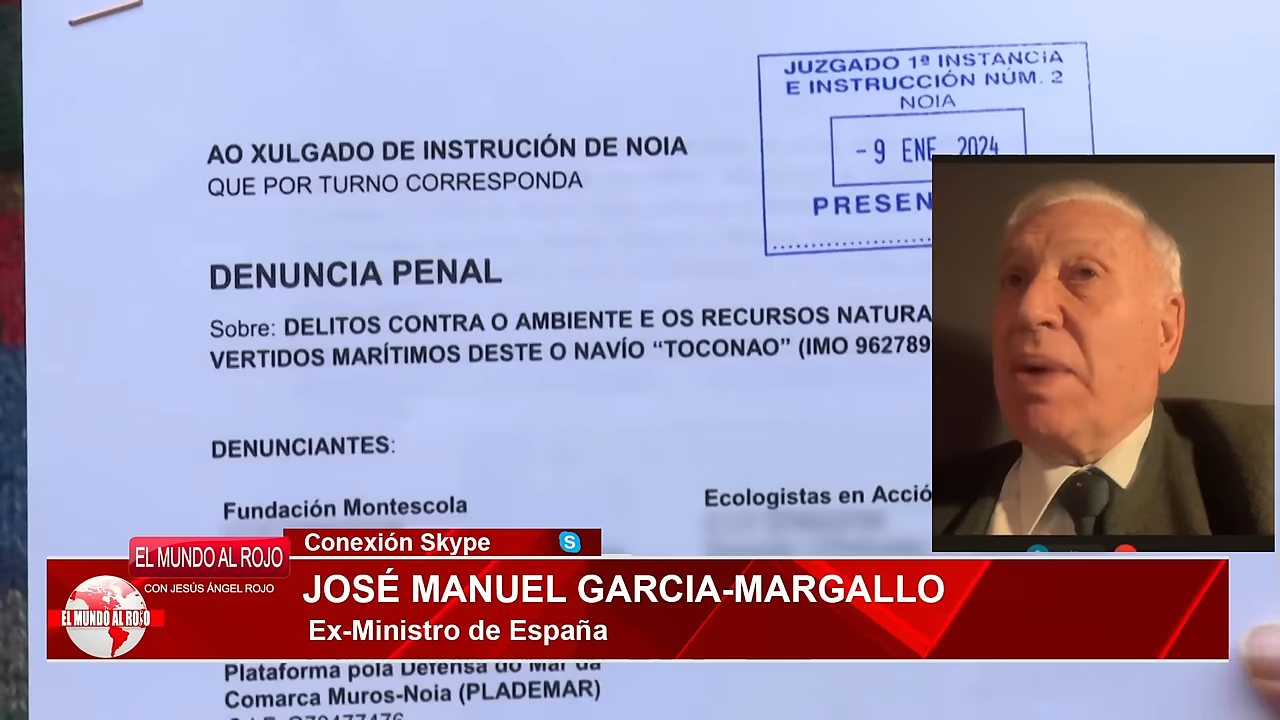 JUZGADO 1ª INSTANCIA
E INSTRUCCIÓN NÚM. 2
NOIA
- 9 ENE 2024
PRESEN
AO XULGADO DE INSTRUCIÓN DE NOIA
QUE POR TURNO CORRESPONDA
DENUNCIA PENAL
Sobre: DELITOS CONTRA O AMBIENTE E OS RECURSOS NATURA
VERTIDOS MARÍTIMOS DESTE O NAVÍO “TOCONAO” (IMO 962789
DENUNCIANTES:
Fundación Montescola
Ecologistas en Acció
Conexión Skype
EL MUNDO AL ROJO
CON JESÚS ÁNGEL ROJO
EL MUNDO AL ROJO
JOSÉ MANUEL GARCIA-MARGALLO
Ex-Ministro de España
Plataforma pola Defensa do Mar da
Comarca Muros-Noia (PLADEMAR)